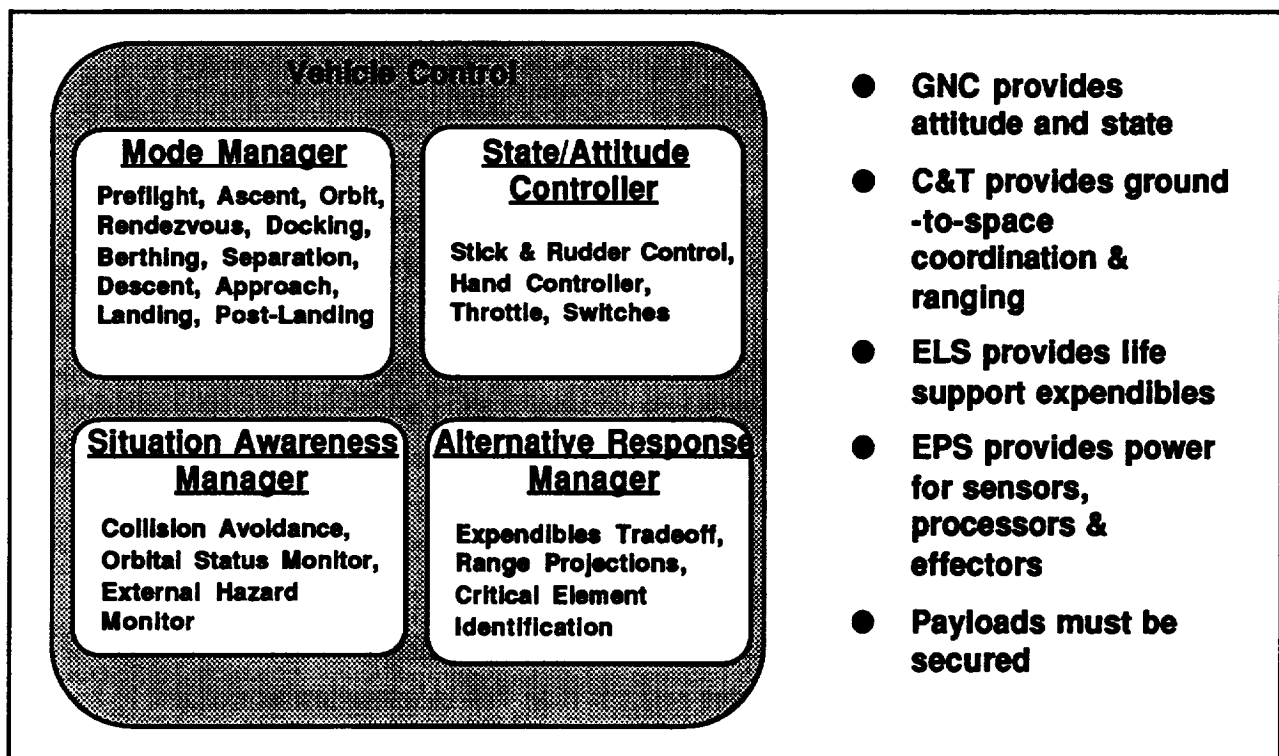 Vehicle Control
Mode Manager
Preflight, Ascent, Orbit,
Rendezvous, Docking,
Berthing, Separation,
Descent, Approach,
Landing, Post-Landing
State/Attitude
Controller
Stick & Rudder Control,
Hand Controller,
Throttle, Switches
Situation Awareness
Manager
Collision Avoidance,
Orbital Status Monitor,
External Hazard
Monitor
Alternative Response
Manager
Expendibles Tradeoff,
Range Projections,
Critical Element
Identification
● GNC provides
attitude and state
● C&T provides ground
-to-space
coordination &
ranging
● ELS provides life
support expendibles
● EPS provides power
for sensors,
processors &
effectors
● Payloads must be
secured